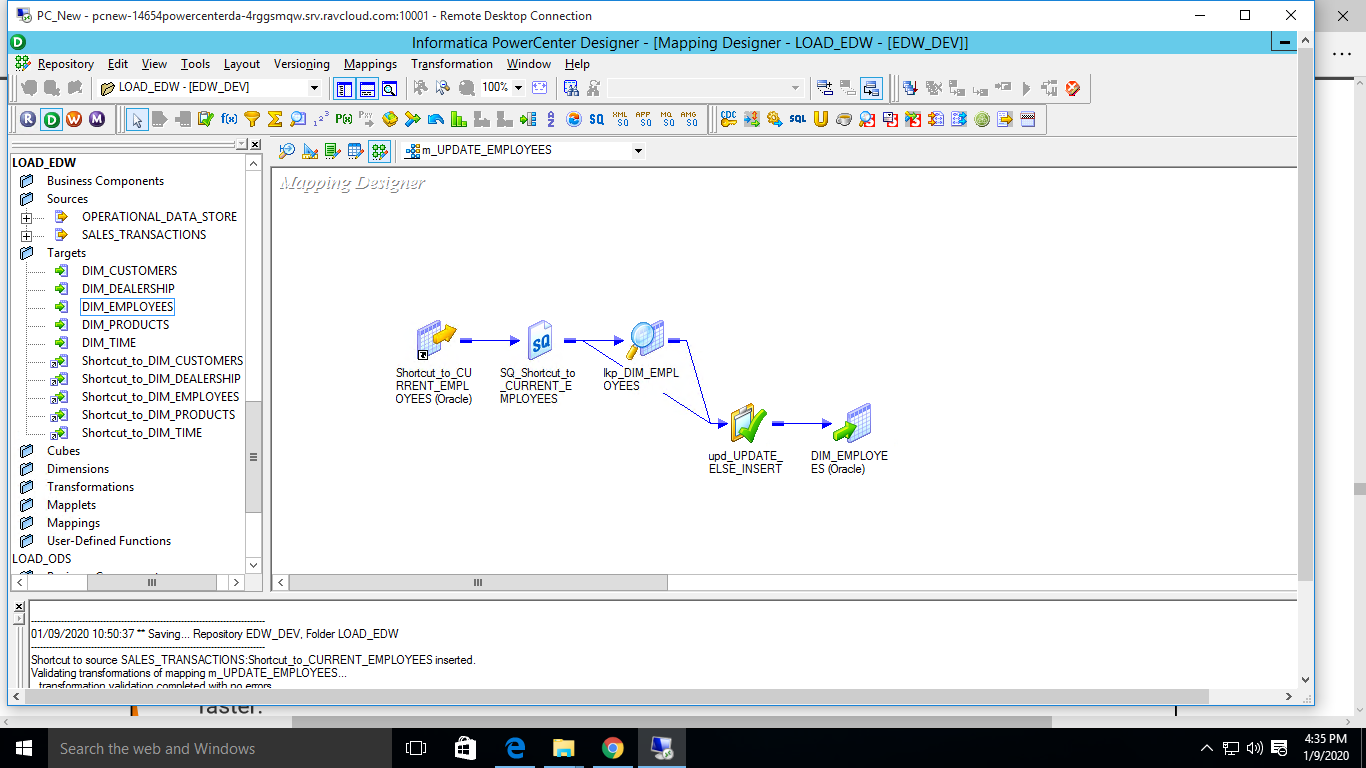 PC_New - pcnew-14654powercenterda-4rggsmqw.srv.ravcloud.com:10001 - Remote Desktop Connection
Informatica PowerCenter Designer - [Mapping Designer - LOAD_EDW - [EDW_DEV]]
Repository Edit View Tools Layout Versioning Mappings Transformation Window Help
LOAD_EDW - [EDW_DEV]
100%
m_UPDATE_EMPLOYEES
LOAD_EDW
Business Components
Sources
OPERATIONAL_DATA_STORE
SALES_TRANSACTIONS
Targets
DIM_CUSTOMERS
DIM_DEALERSHIP
DIM_EMPLOYEES
DIM_PRODUCTS
DIM_TIME
Shortcut_to_DIM_CUSTOMERS
Shortcut_to_DIM_DEALERSHIP
Shortcut_to_DIM_EMPLOYEES
Shortcut_to_DIM_PRODUCTS
Shortcut_to_DIM_TIME
Cubes
Dimensions
Transformations
Mapplets
Mappings
User-Defined Functions
LOAD_ODS
Mapping Designer
Shortcut_to_CU
RRENT_EMPL
OYEES (Oracle)
SQ_Shortcut_to
_CURRENT_E
MPLOYEES
lkp_DIM_EMPL
OYEES
upd_UPDATE_
ELSE_INSERT
DIM_EMPLOYE
ES (Oracle)
01/09/2020 10:50:37 ** Saving... Repository EDW_DEV, Folder LOAD_EDW
Shortcut to source SALES_TRANSACTIONS:Shortcut_to_CURRENT_EMPLOYEES inserted.
Validating transformations of mapping m_UPDATE_EMPLOYEES...
...transformation validation completed with no errors.
faster.
Search the web and Windows
4:35 PM
1/9/2020